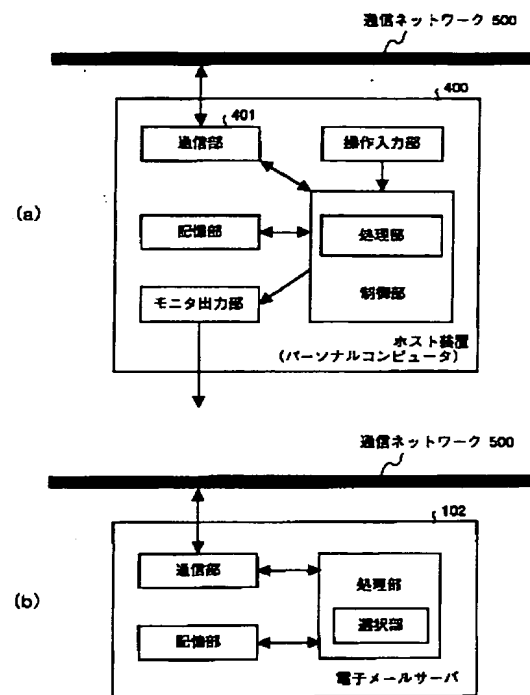 通信ネットワーク 500
400
401
通信部
操作入力部
(a)
記憶部
処理部
制御部
モニタ出力部
ホスト装置
(パーソナルコンピュータ)
通信ネットワーク 500
102
通信部
処理部
(b)
選択部
記憶部
電子メールサーバ